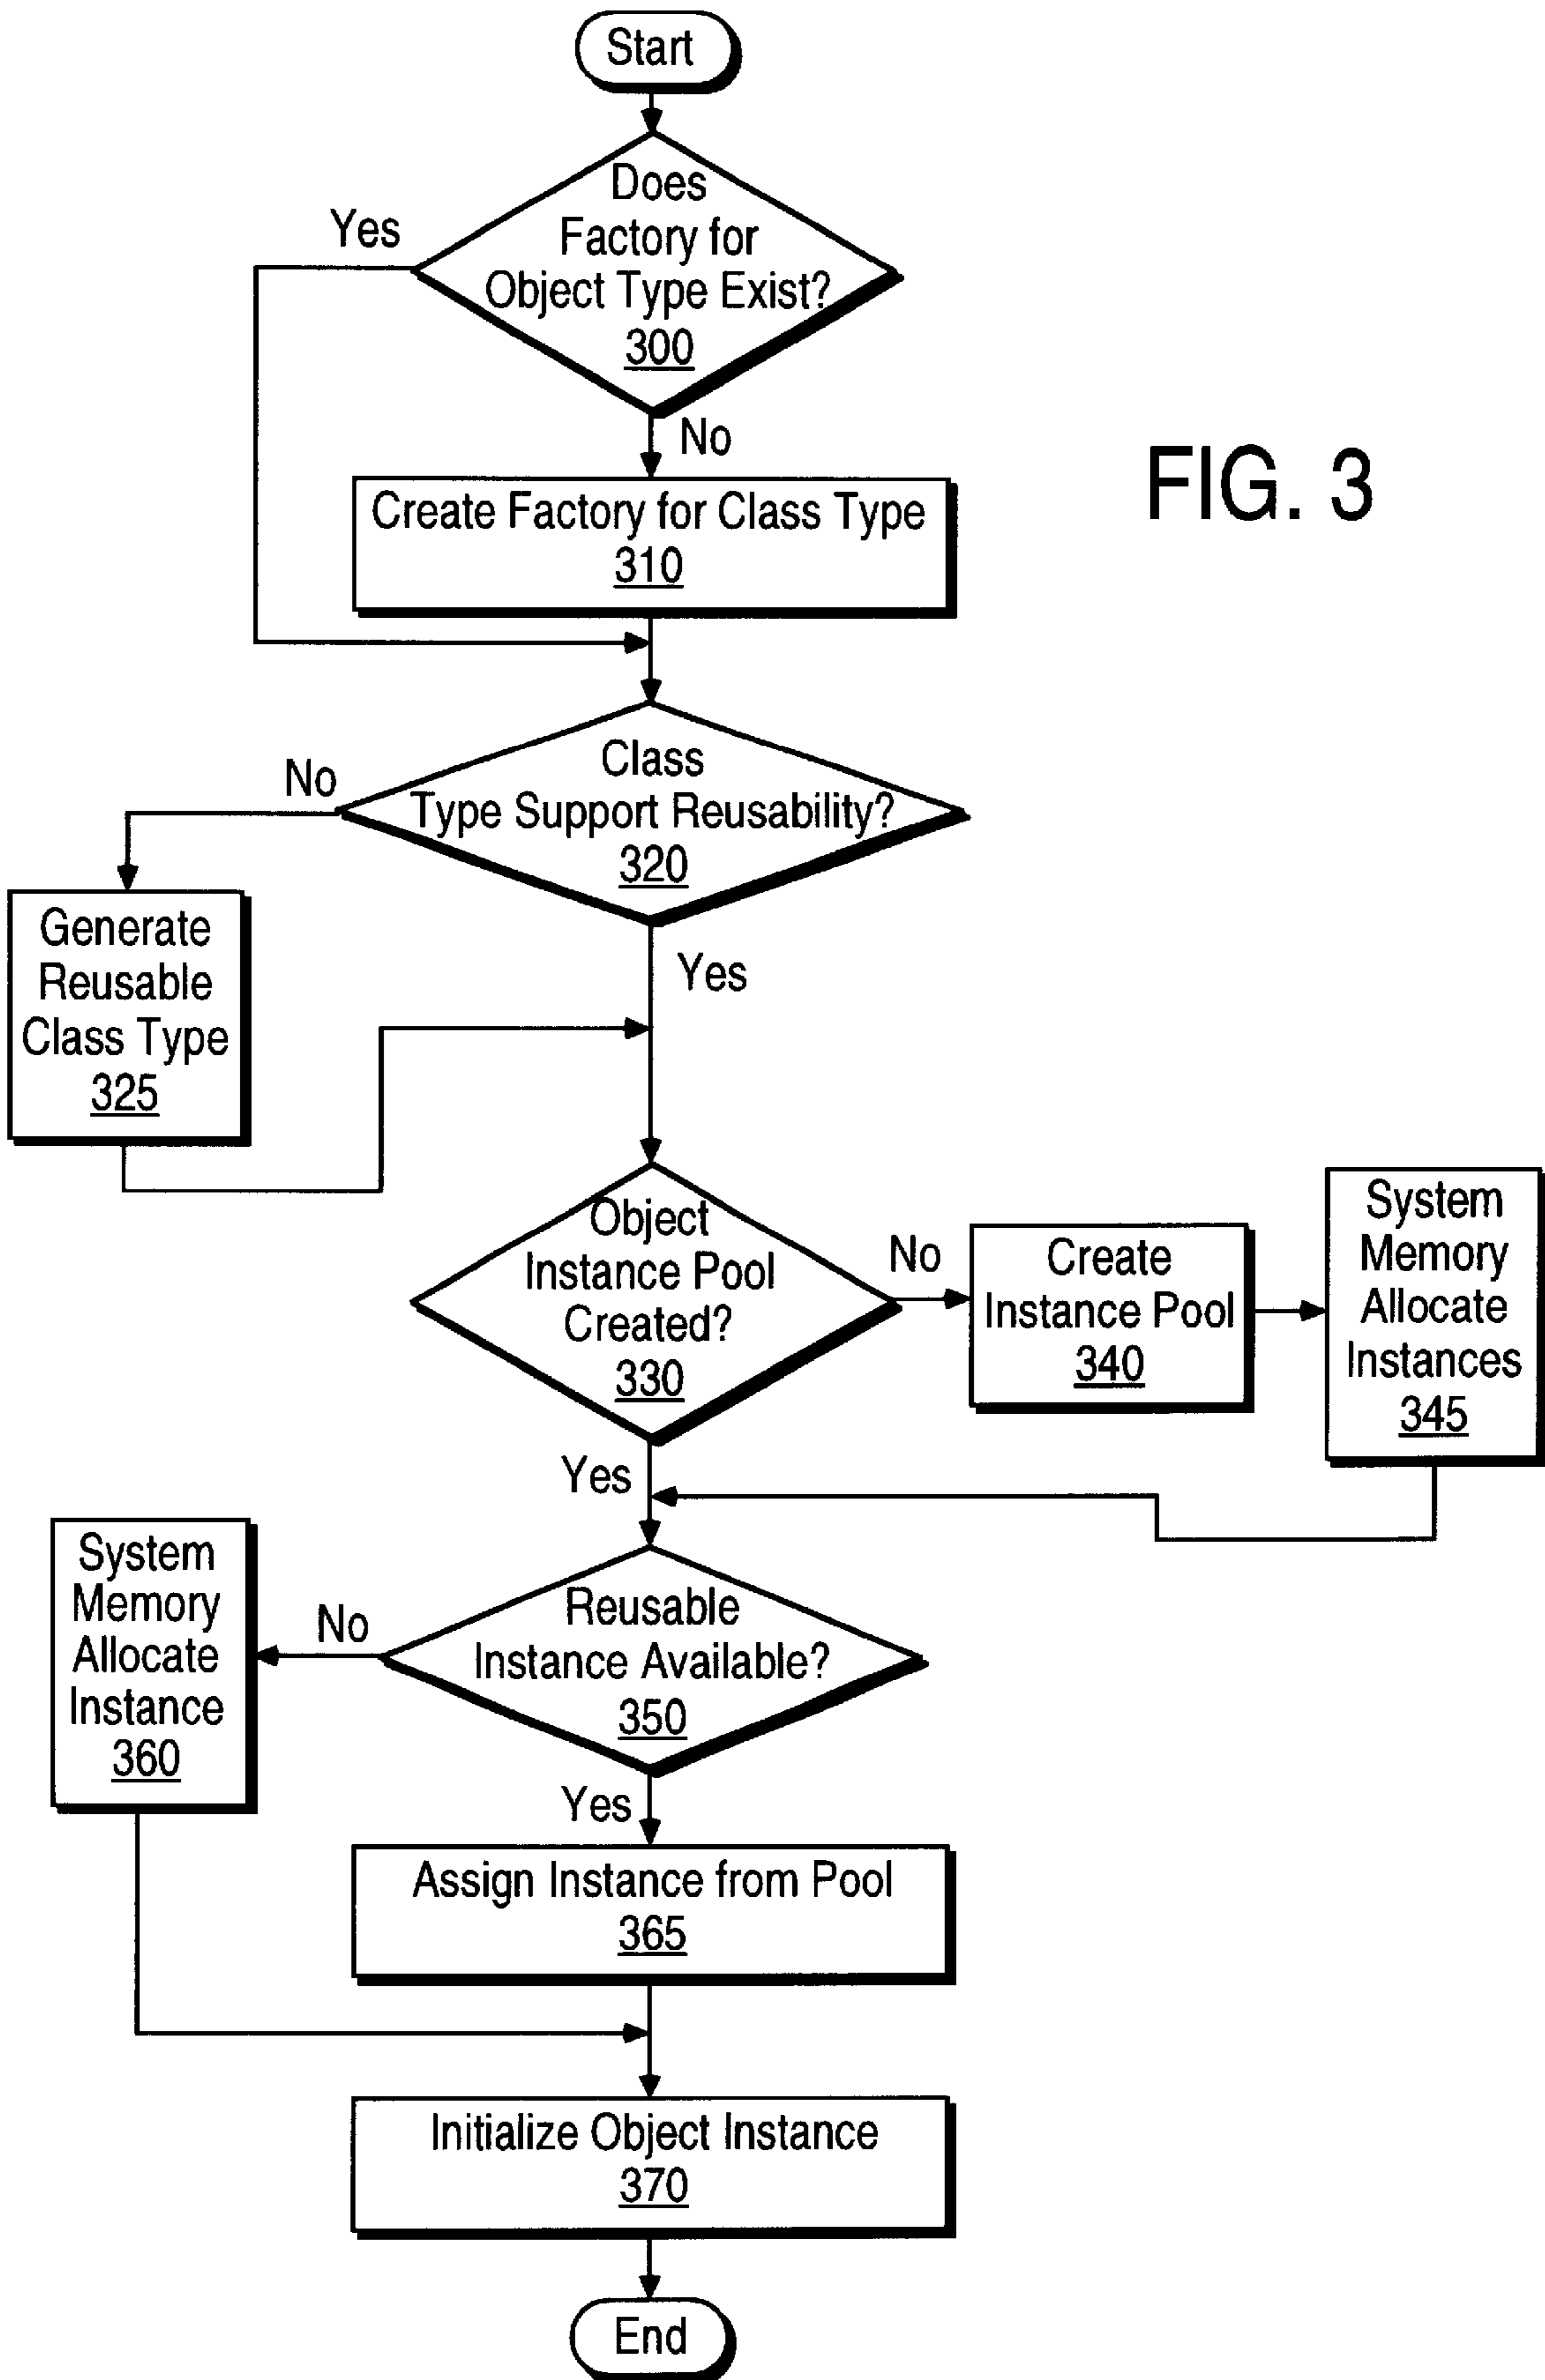 Start
Does
Factory for
Object Type Exist?
300
Yes
No
Create Factory for Class Type
310
FIG. 3
Class
Type Support Reusability?
320
No
Yes
Generate
Reusable
Class Type
325
Object
Instance Pool
Created?
330
No
Create
Instance Pool
340
System
Memory
Allocate
Instances
345
Yes
Reusable
Instance Available?
350
No
System
Memory
Allocate
Instance
360
Yes
Assign Instance from Pool
365
Initialize Object Instance
370
End